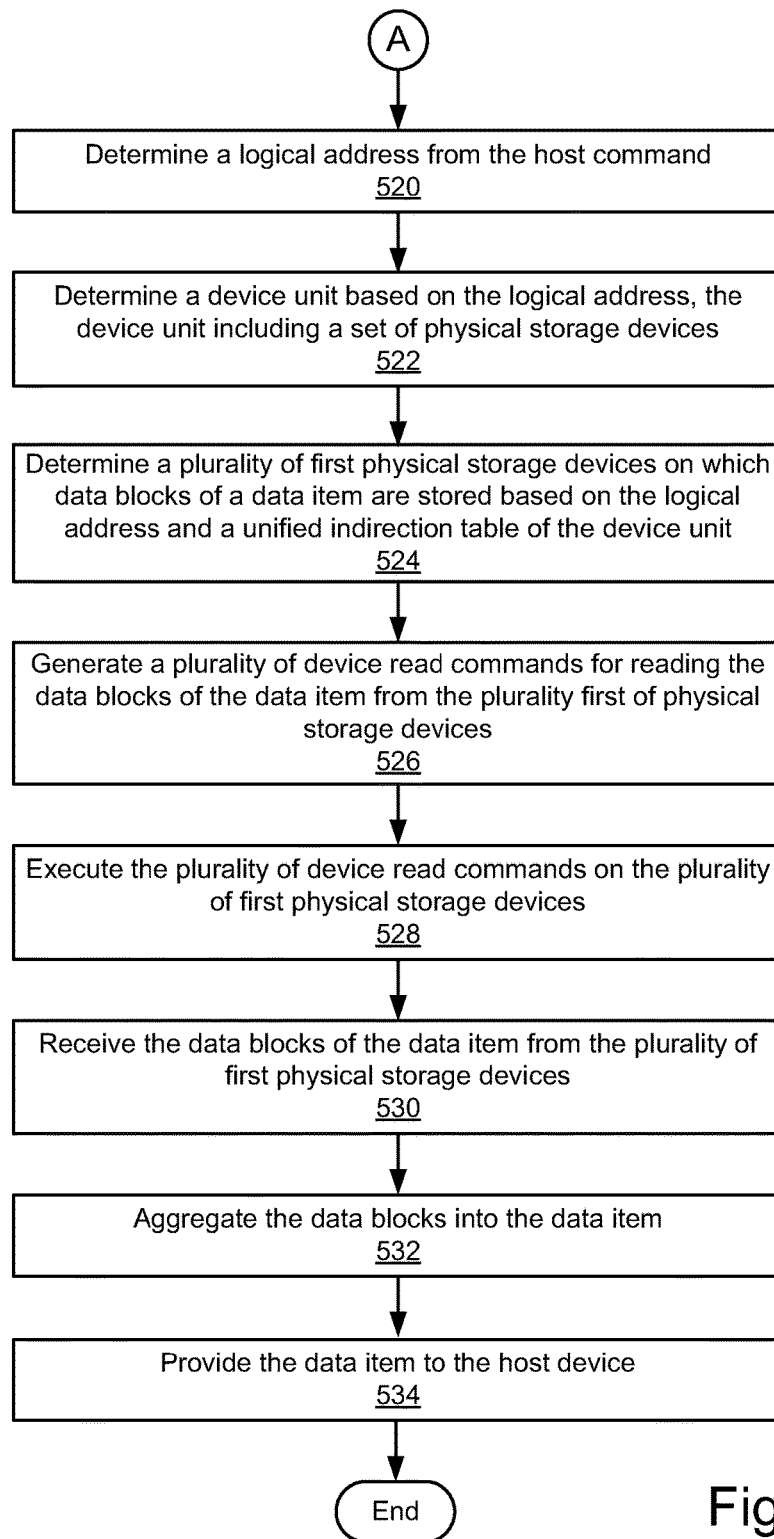 A
Determine a logical address from the host command
520
Determine a device unit based on the logical address, the
device unit including a set of physical storage devices
522
Determine a plurality of first physical storage devices on which
data blocks of a data item are stored based on the logical
address and a unified indirection table of the device unit
524
Generate a plurality of device read commands for reading the
data blocks of the data item from the plurality first of physical
storage devices
526
Execute the plurality of device read commands on the plurality
of first physical storage devices
528
Receive the data blocks of the data item from the plurality of
first physical storage devices
530
Aggregate the data blocks into the data item
532
Provide the data item to the host device
534
End
Fig